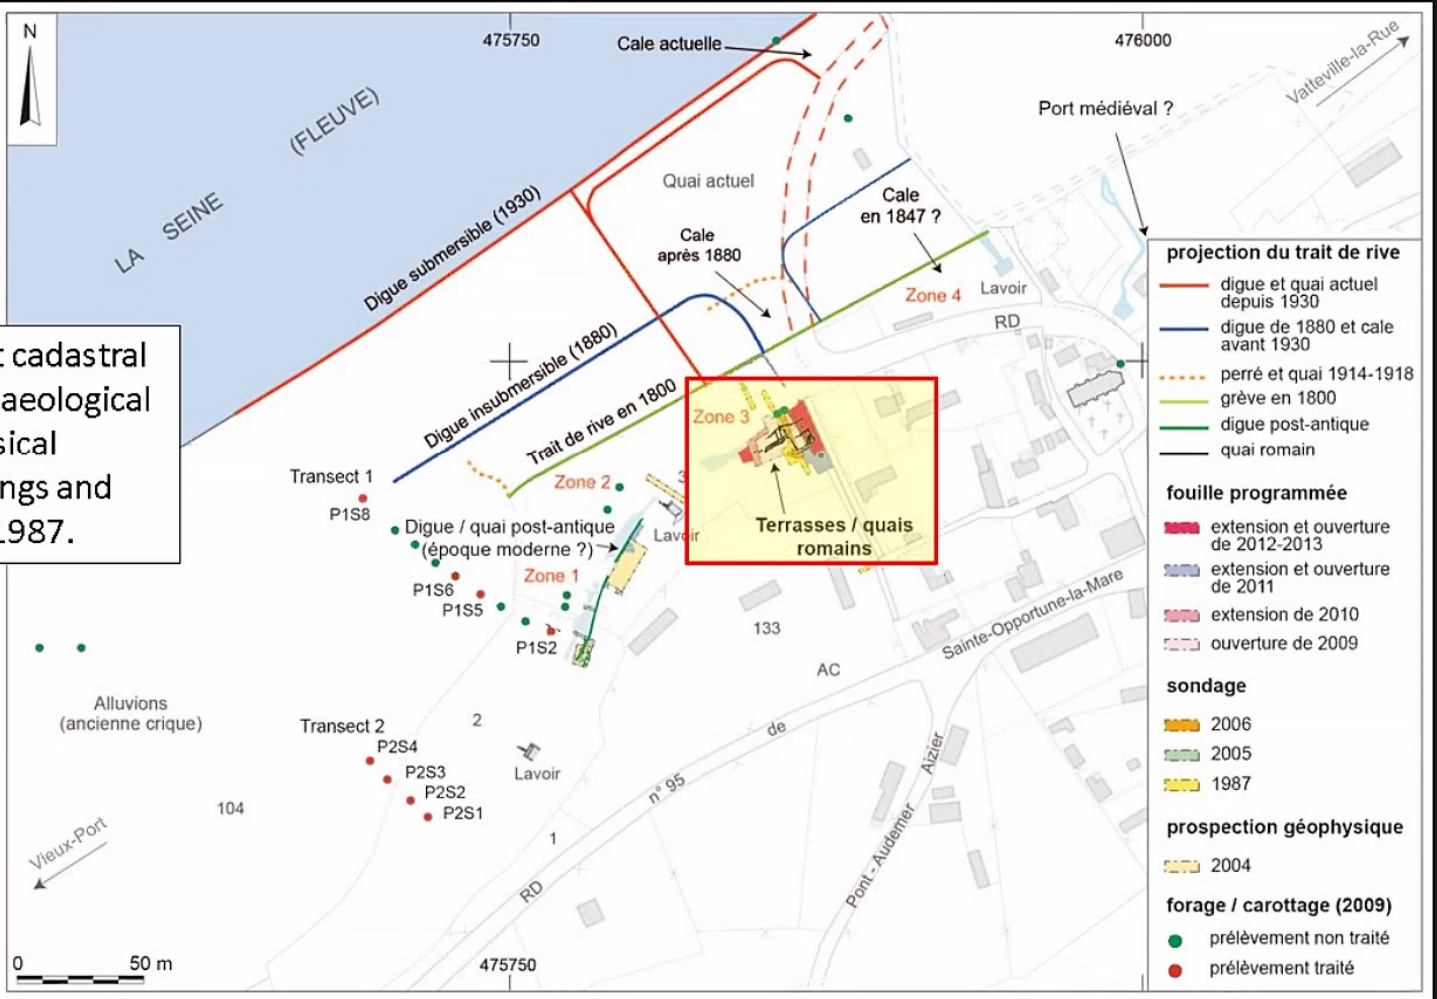 N
475750
476000
Cale actuelle
Vatteville-la-Rue
Port médiéval ?
(FLEUVE)
LA SEINE
Quai actuel
Digue submersible (1930)
Cale
en 1847 ?
Cale
après 1880
Zone 4
Lavoir
RD
cadastral
aeological
sical
ngs and
1987.
Digue insubmersible (1880)
Trait de rive en 1800
Zone 3
Terrasses / quais
romains
Transect 1
P1S8
Zone 2
Digue / quai post-antique
(époque moderne ?)
Lavoir
Zone 1
P1S6
P1S5
P1S2
133
Sainte-Opportune-la-Mare
AC
de
n° 95
RD
Alluvions
(ancienne crique)
2
Transect 2
P2S4
P2S3
P2S2
P2S1
Lavoir
104
1
Vieux-Port
Pont - Audemer
Aizier
0
50 m
475750
projection du trait de rive
digue et quai actuel
depuis 1930
digue de 1880 et cale
avant 1930
perré et quai 1914-1918
grève en 1800
digue post-antique
quai romain
fouille programmée
extension et ouverture
de 2012-2013
extension et ouverture
de 2011
extension de 2010
ouverture de 2009
sondage
2006
2005
1987
prospection géophysique
2004
forage / carottage (2009)
prélèvement non traité
prélèvement traité